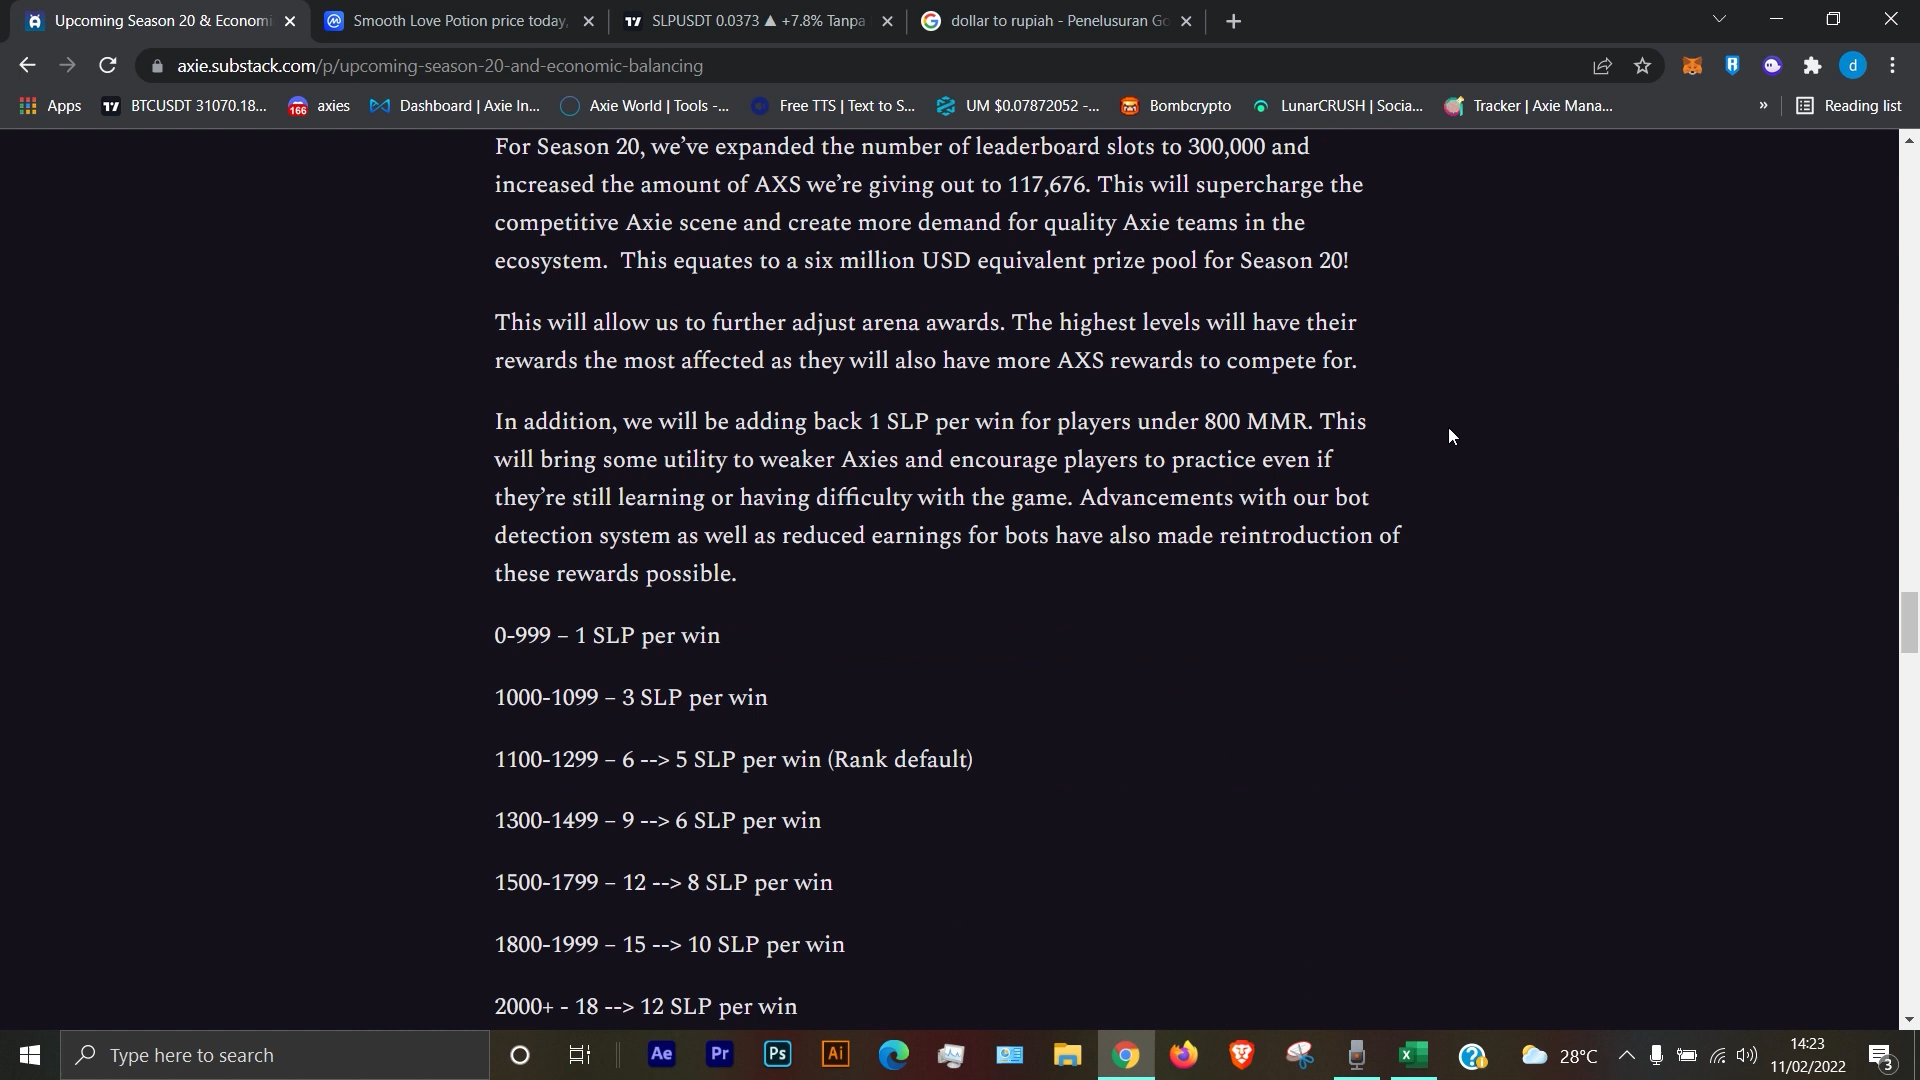 Upcoming Season 20 & Economi
Smooth Love Potion price today,
SLPUSDT 0.0373 ▲ +7.8% Tanpa
dollar to rupiah - Penelusuran Go
axie.substack.com/p/upcoming-season-20-and-economic-balancing
d
Apps
BTCUSDT 31070.18...
166
axies
Dashboard | Axie In...
Axie World | Tools -...
Free TTS | Text to S...
UM $0.07872052 -...
Bombcrypto
LunarCRUSH | Socia...
Tracker | Axie Mana...
»
Reading list
For Season 20, we’ve expanded the number of leaderboard slots to 300,000 and
increased the amount of AXS we’re giving out to 117,676. This will supercharge the
competitive Axie scene and create more demand for quality Axie teams in the
ecosystem.  This equates to a six million USD equivalent prize pool for Season 20!
This will allow us to further adjust arena awards. The highest levels will have their
rewards the most affected as they will also have more AXS rewards to compete for.
In addition, we will be adding back 1 SLP per win for players under 800 MMR. This
will bring some utility to weaker Axies and encourage players to practice even if
they’re still learning or having difficulty with the game. Advancements with our bot
detection system as well as reduced earnings for bots have also made reintroduction of
these rewards possible.
0-999 – 1 SLP per win
1000-1099 – 3 SLP per win
1100-1299 – 6 --> 5 SLP per win (Rank default)
1300-1499 – 9 --> 6 SLP per win
1500-1799 – 12 --> 8 SLP per win
1800-1999 – 15 --> 10 SLP per win
2000+ - 18 --> 12 SLP per win
Type here to search
Ae
Pr
Ps
Ai
28°C
14:23
11/02/2022
3